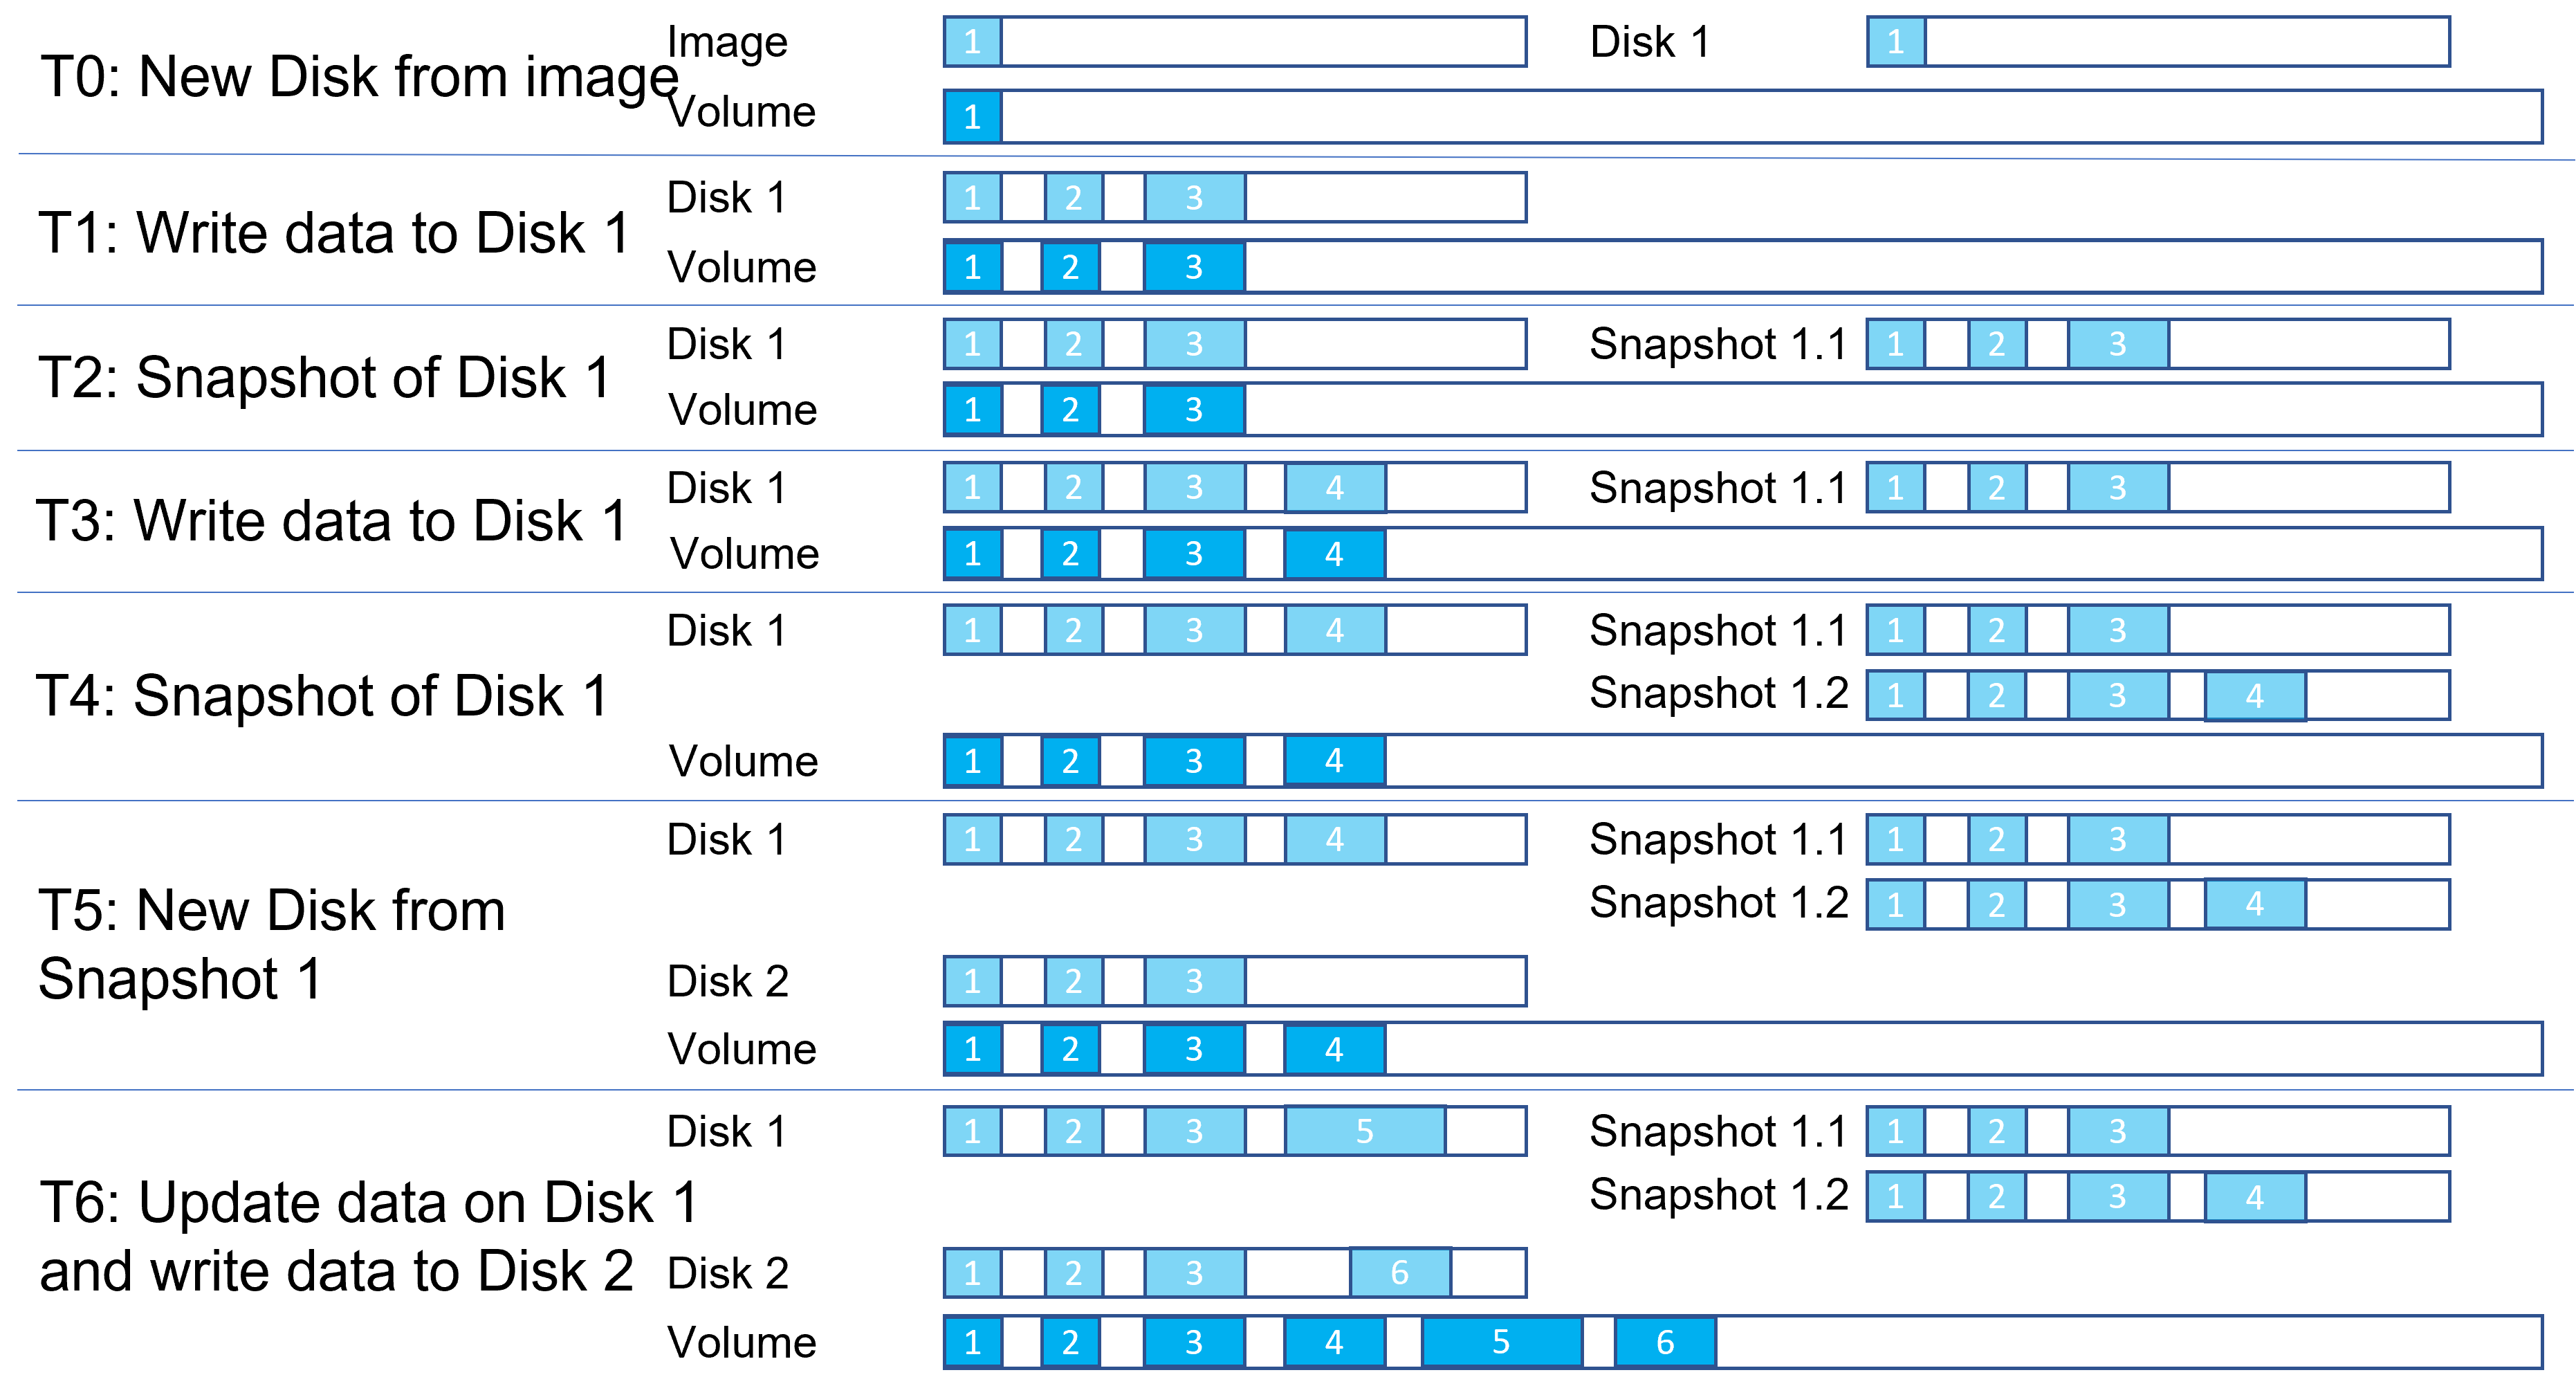 T0: New Disk from image
Image
1
Disk 1
1
Volume
1
T1: Write data to Disk 1
Disk 1
1 2 3
Volume
1 2 3
T2: Snapshot of Disk 1
Disk 1
1 2 3
Snapshot 1.1
1 2 3
Volume
1 2 3
T3: Write data to Disk 1
Disk 1
1 2 3 4
Snapshot 1.1
1 2 3
Volume
1 2 3 4
T4: Snapshot of Disk 1
Disk 1
1 2 3 4
Snapshot 1.1
1 2 3
Snapshot 1.2
1 2 3 4
Volume
1 2 3 4
T5: New Disk from
Snapshot 1
Disk 1
1 2 3 4
Snapshot 1.1
1 2 3
Snapshot 1.2
1 2 3 4
Disk 2
1 2 3
Volume
1 2 3 4
T6: Update data on Disk 1
and write data to Disk 2
Disk 1
1 2 3 5
Snapshot 1.1
1 2 3
Snapshot 1.2
1 2 3 4
Disk 2
1 2 3 6
Volume
1 2 3 4 5 6